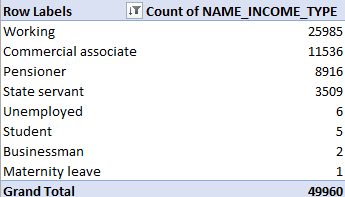 Row Labels Count of NAME_INCOME_TYPE
Working 25985
Commercial associate 11536
Pensioner 8916
State servant 3509
Unemployed 6
Student 5
Businessman 2
Maternity leave 1
Grand Total 49960